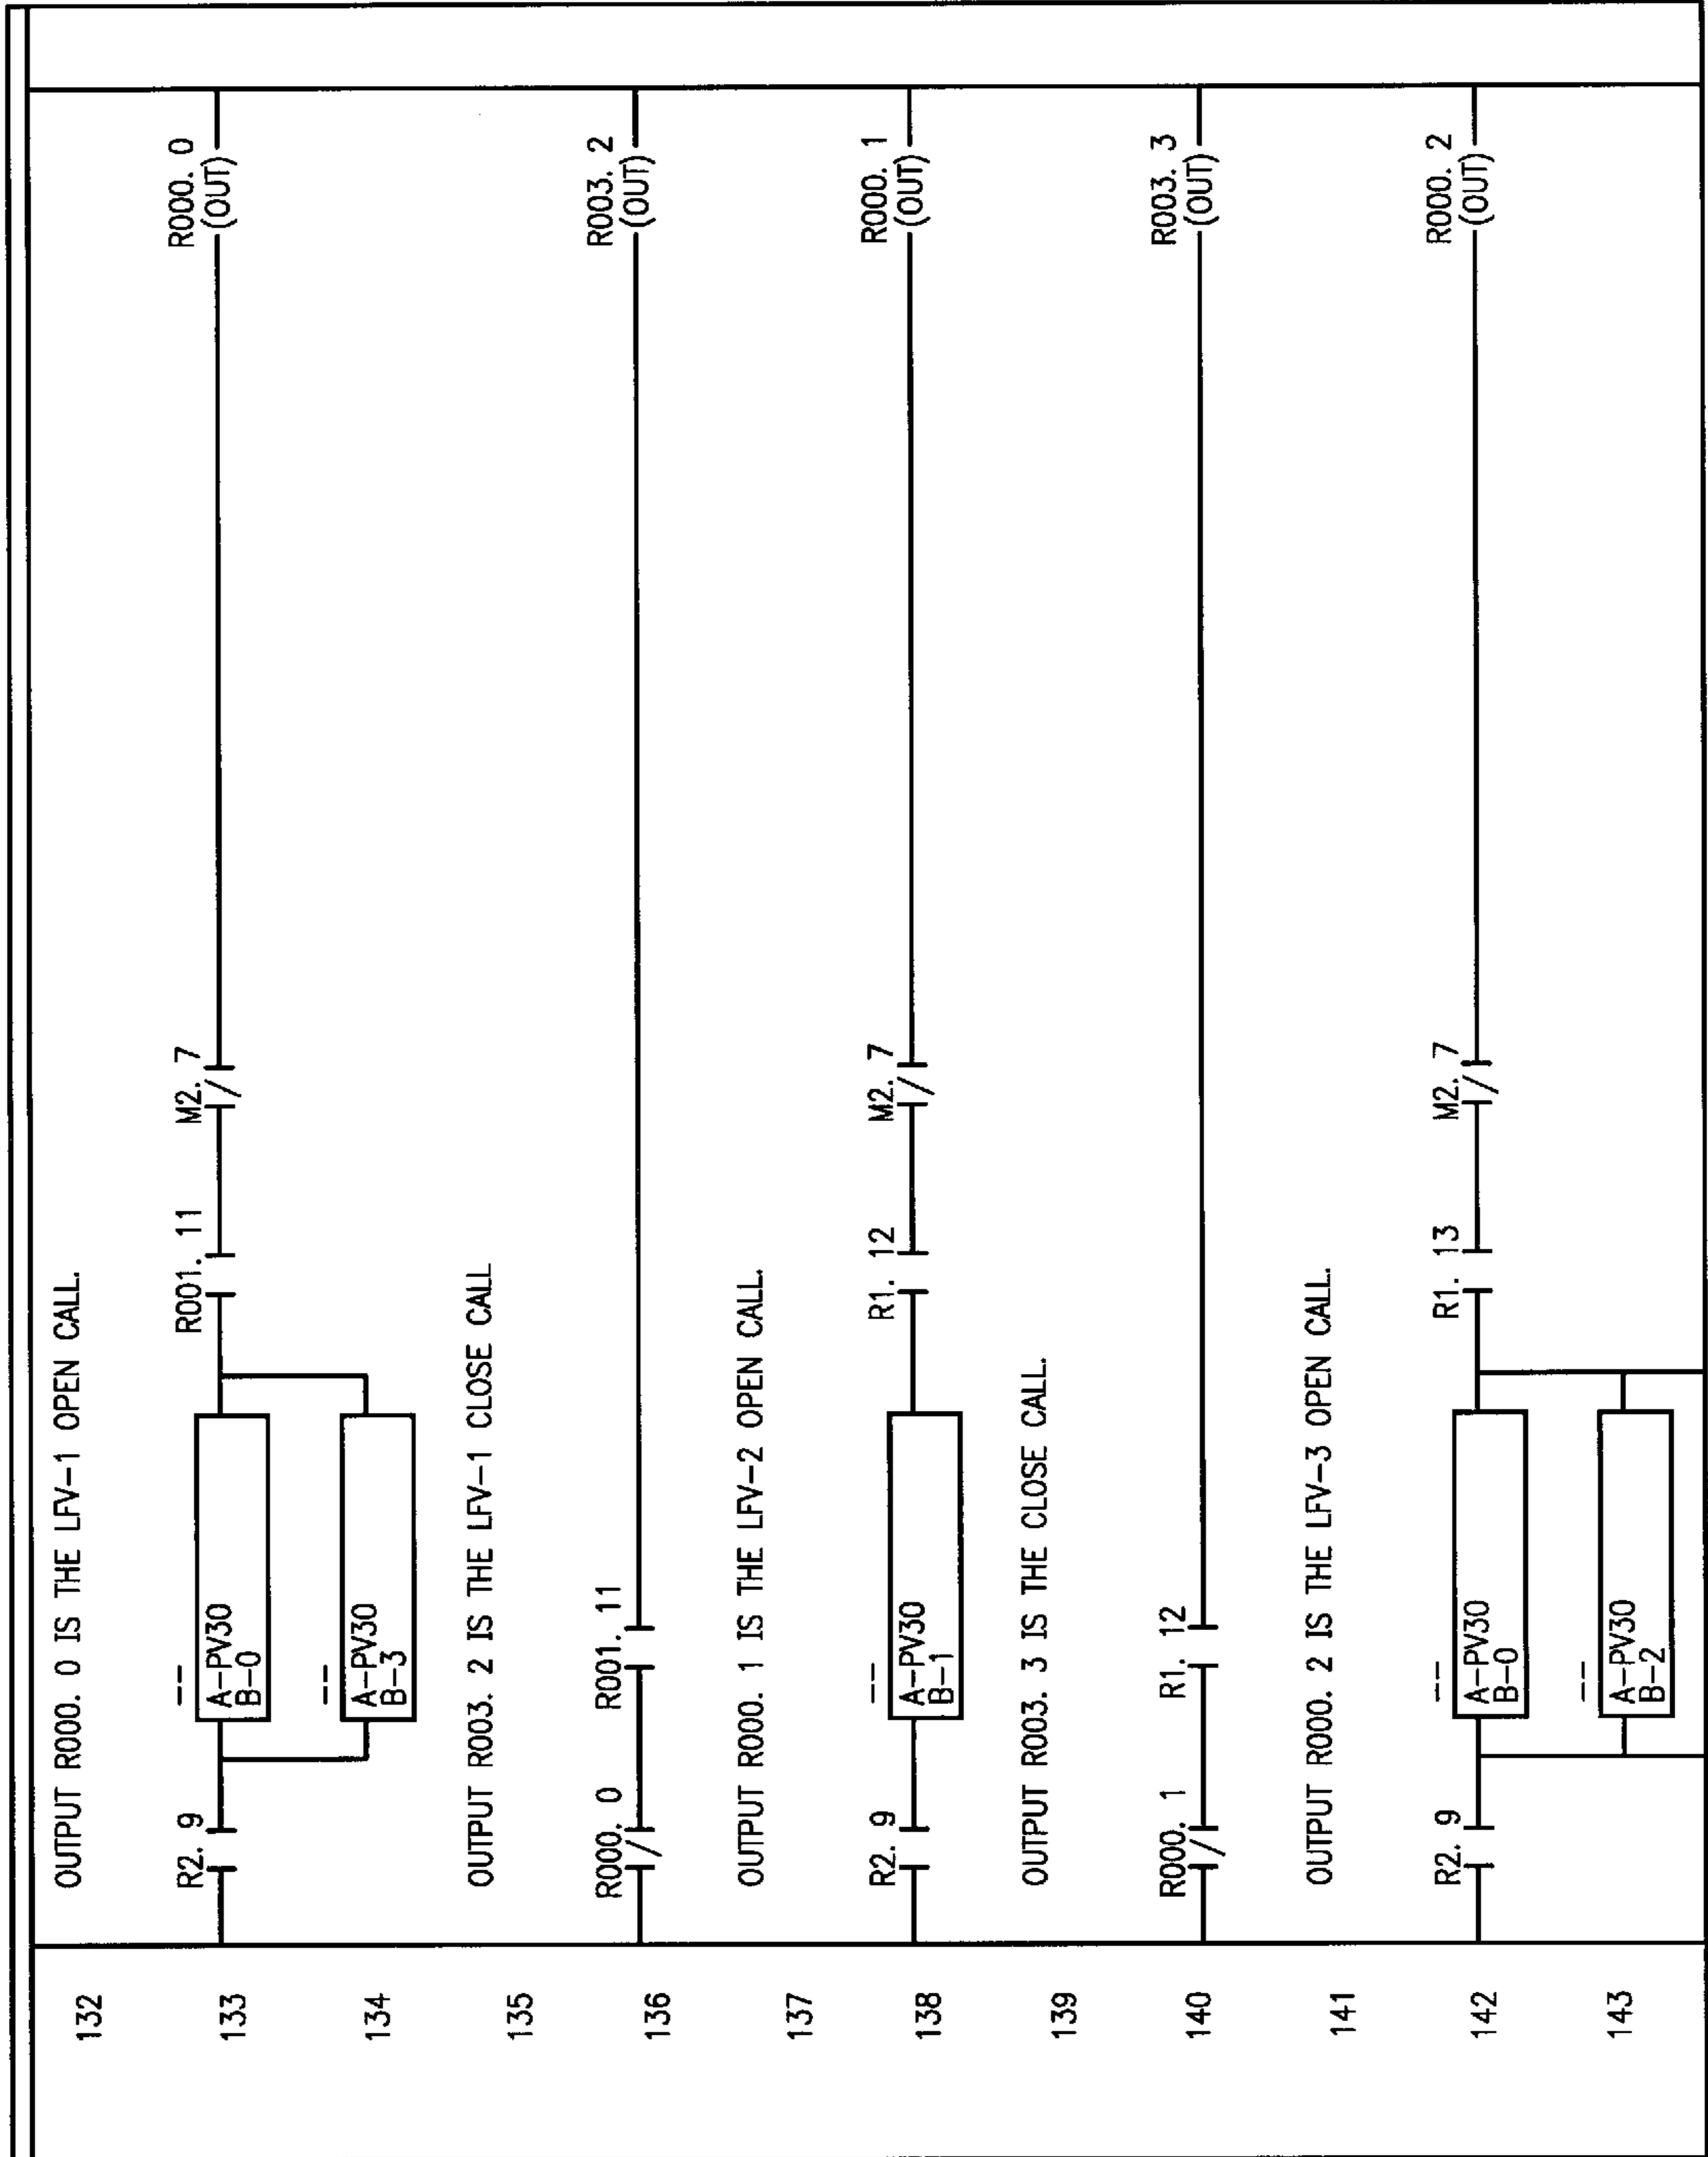 132 OUTPUT R000. 0 IS THE LFV-1 OPEN CALL.
R2. 9 -- R001. 11 M2. 7 R000. 0
133 A-PV30 (OUT)
B-0
--
134 A-PV30
B-3
135 OUTPUT R003. 2 IS THE LFV-1 CLOSE CALL
R000. 0 R001. 11 R003. 2
136 (OUT)
137 OUTPUT R000. 1 IS THE LFV-2 OPEN CALL.
R2. 9 -- R1. 12 M2. 7 R000. 1
138 A-PV30 (OUT)
B-1
139 OUTPUT R003. 3 IS THE CLOSE CALL.
R000. 1 R1. 12 R003. 3
140 (OUT)
141 OUTPUT R000. 2 IS THE LFV-3 OPEN CALL.
R2. 9 -- R1. 13 M2. 7 R000. 2
142 A-PV30 (OUT)
B-0
--
143 A-PV30
B-2